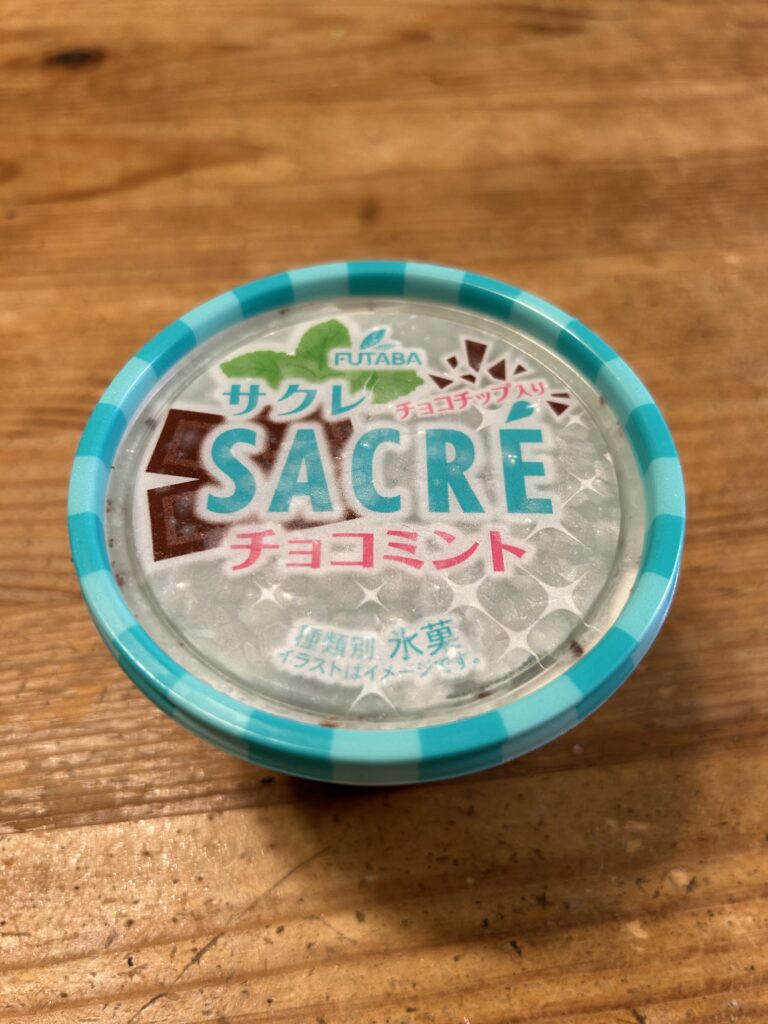 FUTABA
サクレ
チョコチップ入り
SACRÉ
チョコミント
種類別 氷菓
イラストはイメージです。